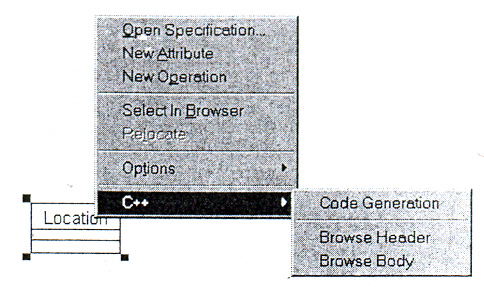 Open Specification...
New Attribute
New Operation
Select In Browser
Relocate
Options
C++
Location
Code Generation
Browse Header
Browse Body